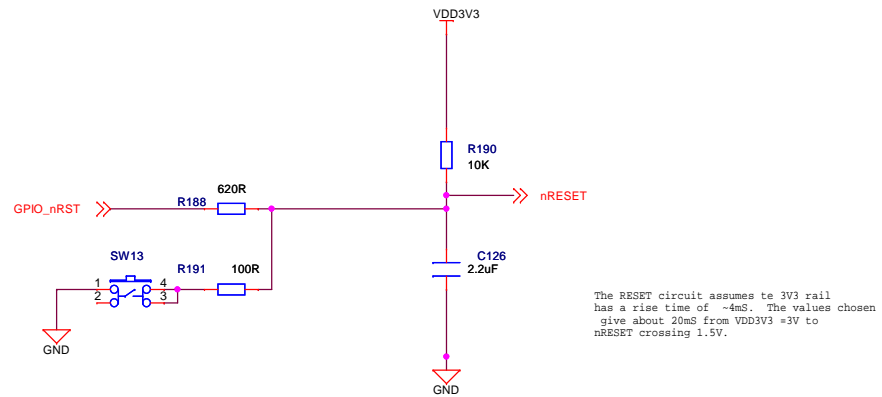 VDD3V3
R190
10K
nRESET
620R
R188
GPIO_nRST
SW13
R191
100R
C126
2.2uF
1
4
2
3
GND
GND
The RESET circuit assumes te 3V3 rail
has a rise time of ~4mS. The values chosen
give about 20mS from VDD3V3 =3V to
nRESET crossing 1.5V.